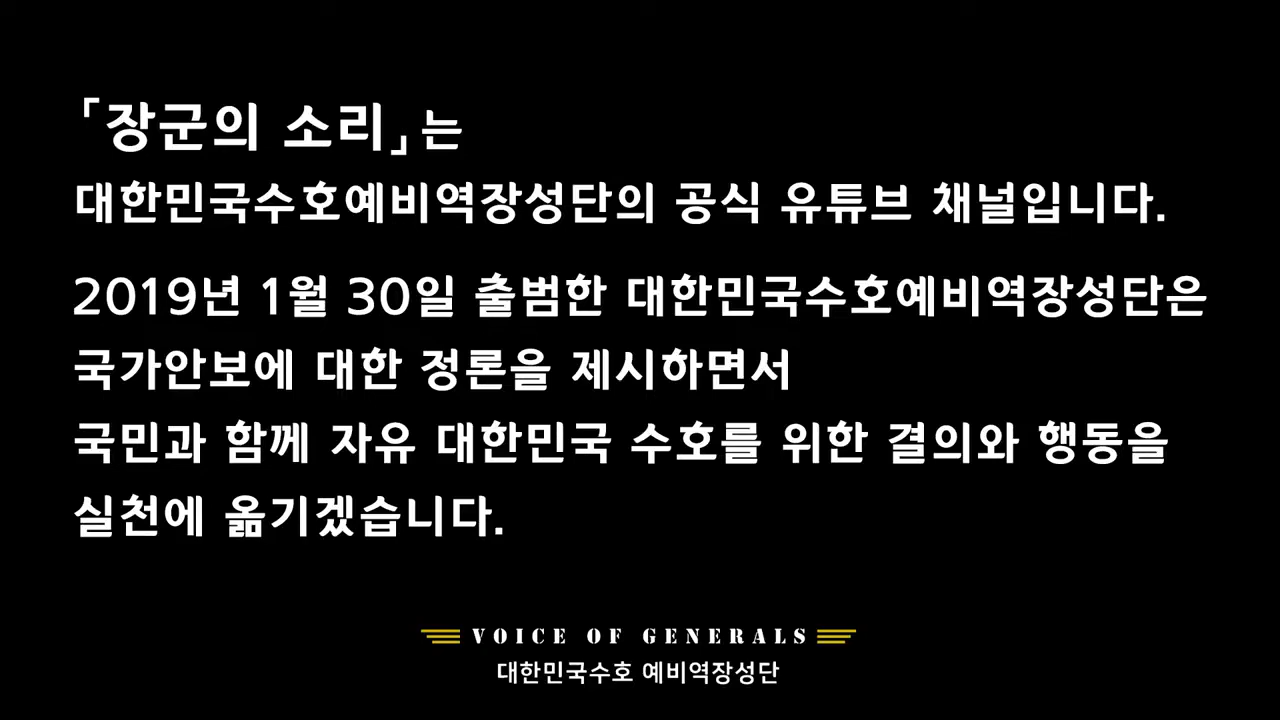 「장군의 소리」는
대한민국수호예비역장성단의 공식 유튜브 채널입니다.
2019년 1월 30일 출범한 대한민국수호예비역장성단은
국가안보에 대한 정론을 제시하면서
국민과 함께 자유 대한민국 수호를 위한 결의와 행동을
실천에 옮기겠습니다.
VOICE OF GENERALS
대한민국수호 예비역장성단